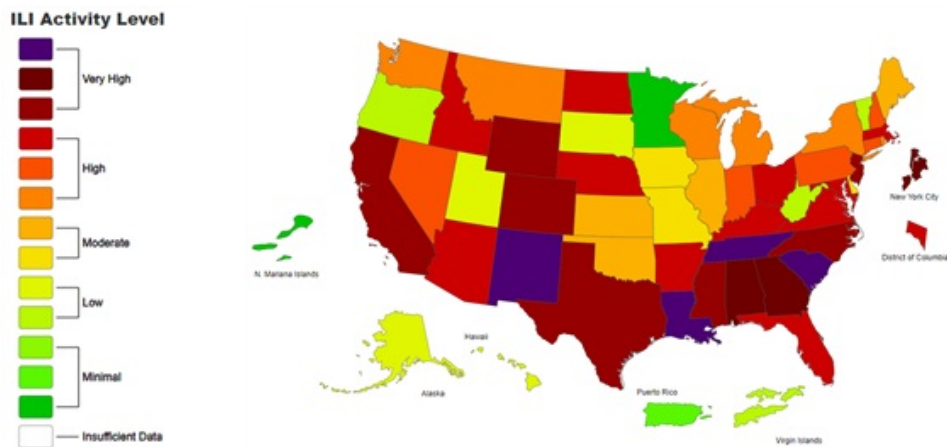 ILI Activity Level
Very High
High
Moderate
Low
Minimal
Insufficient Data
New York City
District of Columbia
N. Mariana Islands
Hawaii
Alaska
Puerto Rico
Virgin Islands